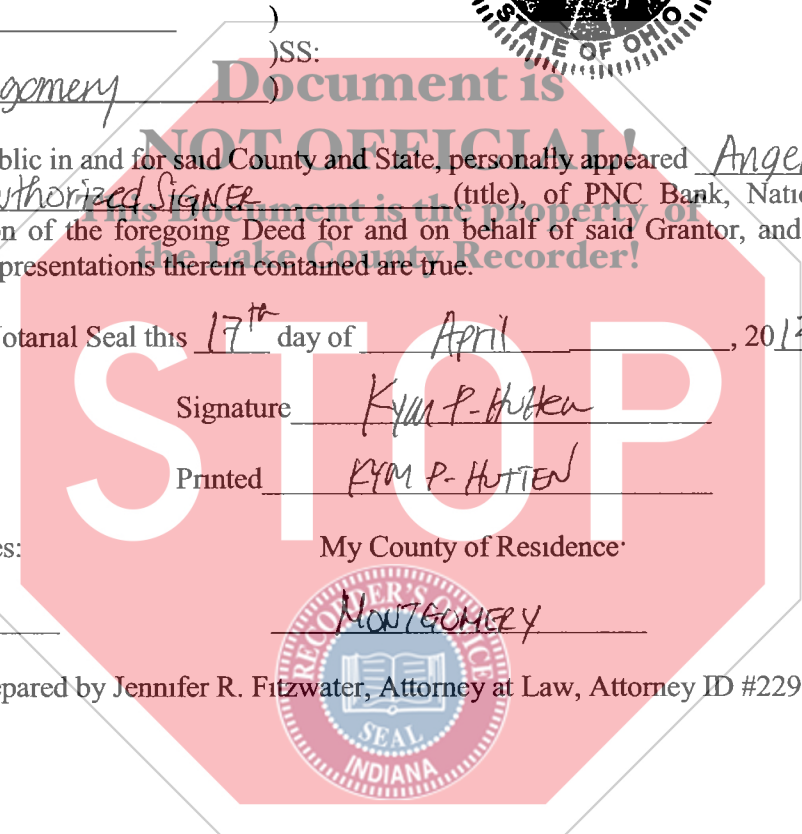 STATE OF OHIO
)
)SS:
gomery )
Document is
NOT OFFICIAL!
blic in and for said County and State, personally appeared Ange
uthorized SIGNER (title), of PNC Bank, Natio
This Document is the property of
n of the foregoing Deed for and on behalf of said Grantor, and
the Lake County Recorder!
presentations therein contained are true.
otarial Seal this 17th day of April , 201
STOP
Signature Kym P-Hutten
Printed KYM P-HUTTEN
es: My County of Residence:
MONTGOMERY
RECORDER'S OFFICE
SEAL
INDIANA
epared by Jennifer R. Fitzwater, Attorney at Law, Attorney ID #229